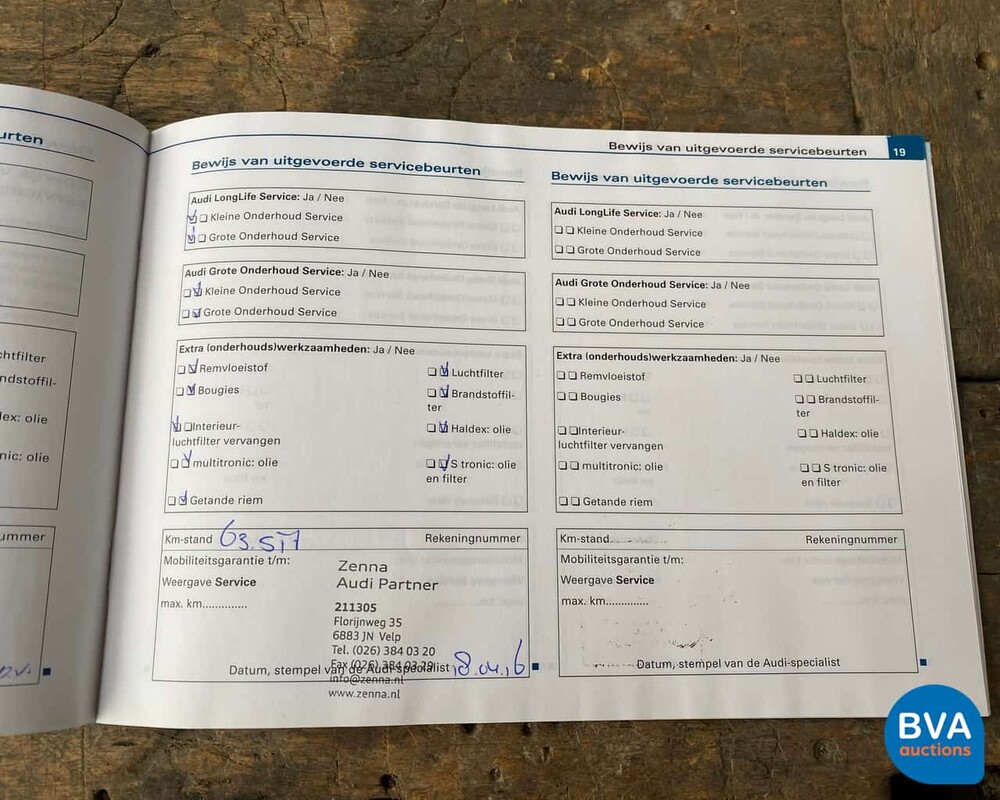 urten
Bewijs van uitgevoerde servicebeurten 19
Bewijs van uitgevoerde servicebeurten
Audi LongLife Service: Ja / Nee
Kleine Onderhoud Service
Grote Onderhoud Service
Audi Grote Onderhoud Service: Ja / Nee
Kleine Onderhoud Service
Grote Onderhoud Service
Extra (onderhouds)werkzaamheden: Ja / Nee
Remvloeistof
Luchtfilter
Bougies
Brandstoffil-
ter
Interieur-
luchtfilter vervangen
Haldex: olie
multitronic: olie
S tronic: olie
en filter
Getande riem
Km-stand 63.517 Rekeningnummer
Mobiliteitsgarantie t/m:
Weergave Service
max. km..............
Zenna
Audi Partner
211305
Florijnweg 35
6883 JN Velp
Tel. (026) 384 03 20
Fax (026) 384 03 29
Datum, stempel van de Audi-specialist 18.04.16
info@zenna.nl
www.zenna.nl
Bewijs van uitgevoerde servicebeurten
Audi LongLife Service: Ja / Nee
Kleine Onderhoud Service
Grote Onderhoud Service
Audi Grote Onderhoud Service: Ja / Nee
Kleine Onderhoud Service
Grote Onderhoud Service
Extra (onderhouds)werkzaamheden: Ja / Nee
Remvloeistof
Luchtfilter
Bougies
Brandstoffil-
ter
Interieur-
luchtfilter vervangen
Haldex: olie
multitronic: olie
S tronic: olie
en filter
Getande riem
Km-stand Rekeningnummer
Mobiliteitsgarantie t/m:
Weergave Service
max. km..............
Datum, stempel van de Audi-specialist
chtfilter
ndstoffil-
dex: olie
nic: olie
ummer
BVA
auctions